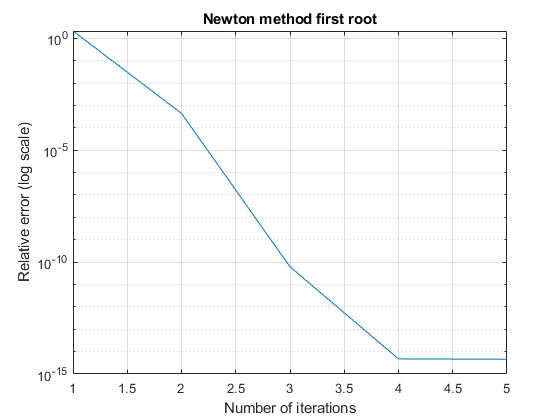 Newton method first root
Relative error (log scale)
10^0
10^-5
10^-10
10^-15
1 1.5 2 2.5 3 3.5 4 4.5 5
Number of iterations